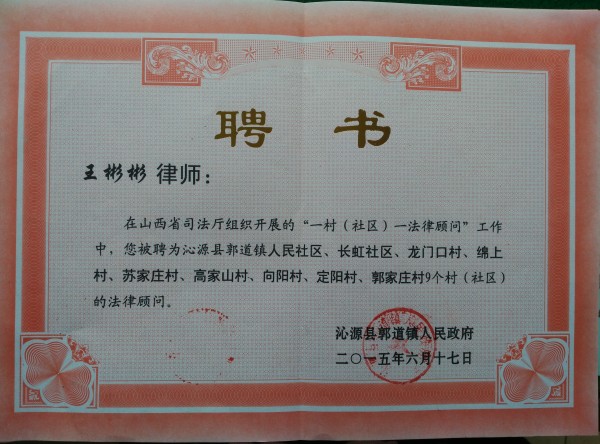 聘书
王彬彬 律师：
在山西省司法厅组织开展的“一村（社区）一法律顾问”工作
中，您被聘为沁源县郭道镇人民社区、长虹社区、龙门口村、绵上
村、苏家庄村、高家山村、向阳村、定阳村、郭家庄村9个村（社区）
的法律顾问。
沁源县郭道镇人民政府
二〇一五年六月十七日